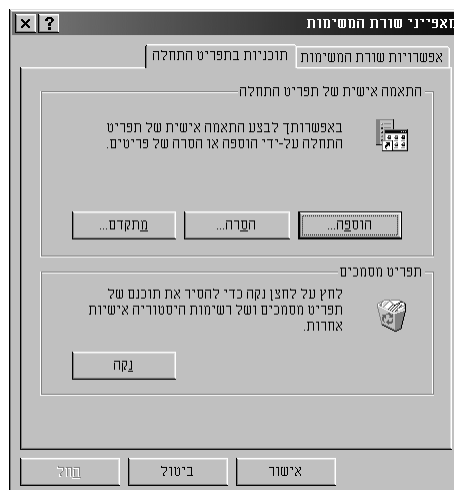 מאפייני שורת המשימות
אפשרויות שורת המשימות
תוכניות בתפריט התחלה
התאמה אישית של תפריט התחלה
באפשרותך לבצע התאמה אישית של תפריט
התחלה על-ידי הוספה או הסרה של פריטים.
הוספה...
הסרה...
מתקדם...
תפריט מסמכים
לחץ על לחצן נקה כדי להסיר את תוכנם של
תפריט מסמכים ושל רשימות היסטוריה אישיות
אחרות.
נקה
אישור
ביטול
החל